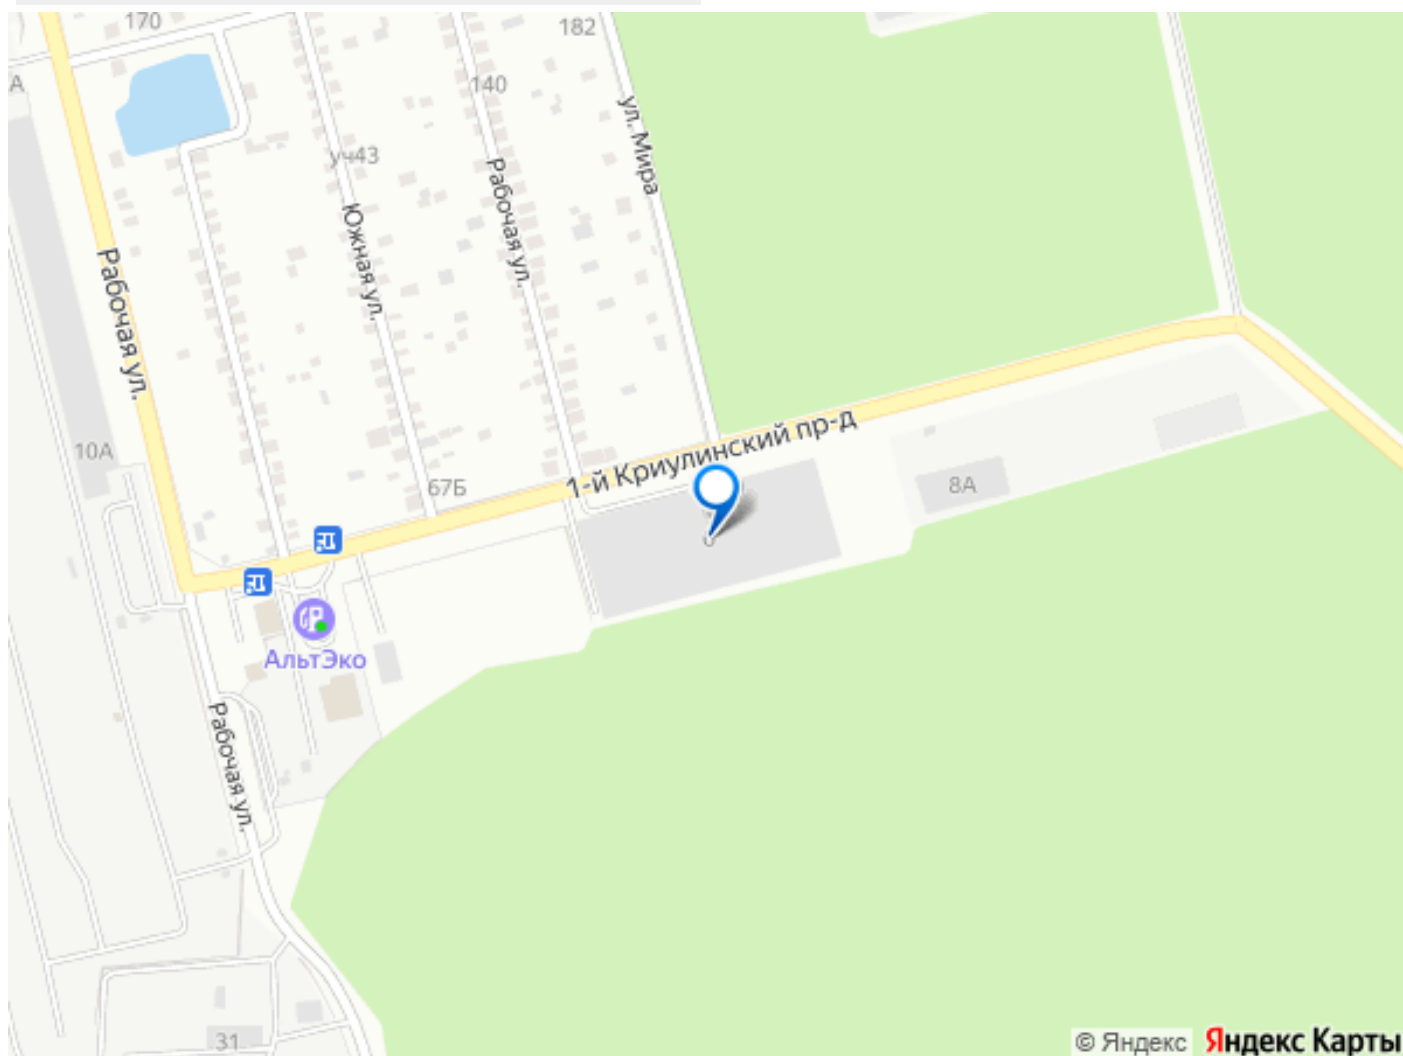 170
182
А
140
ул. Мира
уч43
Рабочая ул.
Южная ул.
Рабочая ул.
1-й Криулинский пр-д
10А
67Б
8А
АльтЭко
Рабочая ул.
31
© Яндекс Яндекс Карты